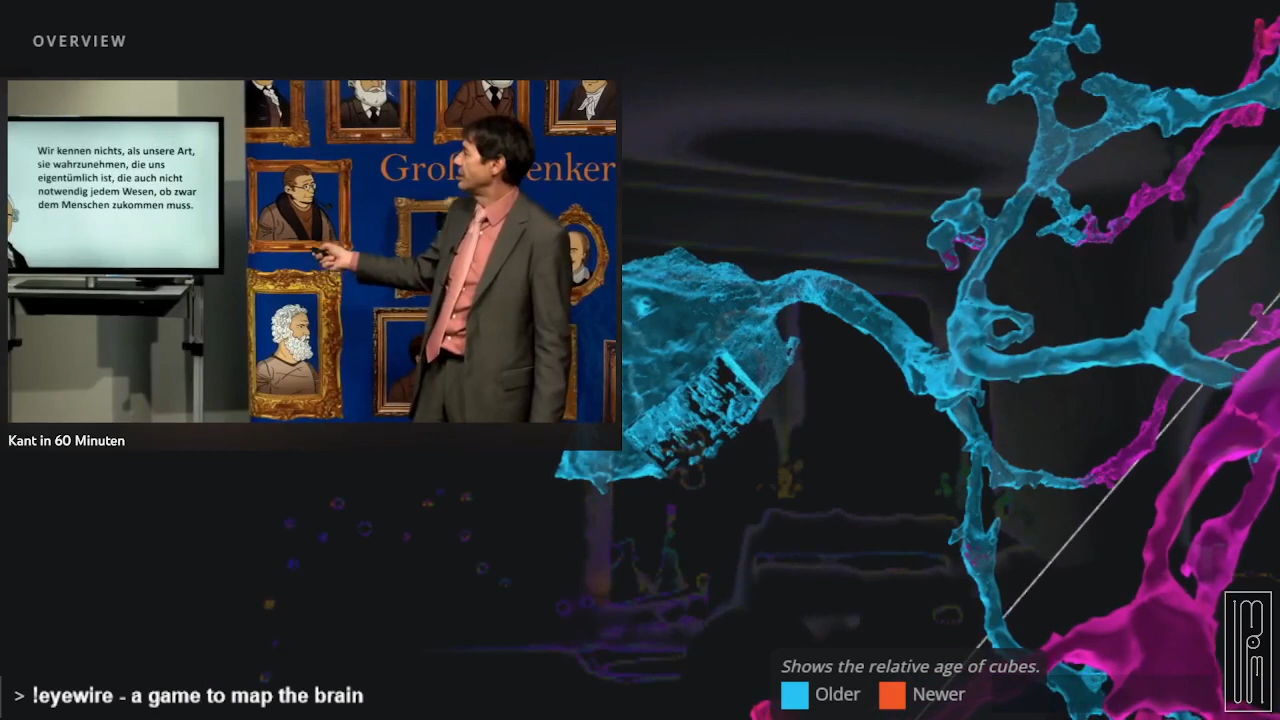 OVERVIEW
Wir kennen nichts, als unsere Art,
sie wahrzunehmen, die uns
eigentümlich ist, die auch nicht
notwendig jedem Wesen, ob zwar
dem Menschen zukommen muss.
Groß enker
Kant in 60 Minuten
> !eyewire - a game to map the brain
Shows the relative age of cubes.
Older Newer